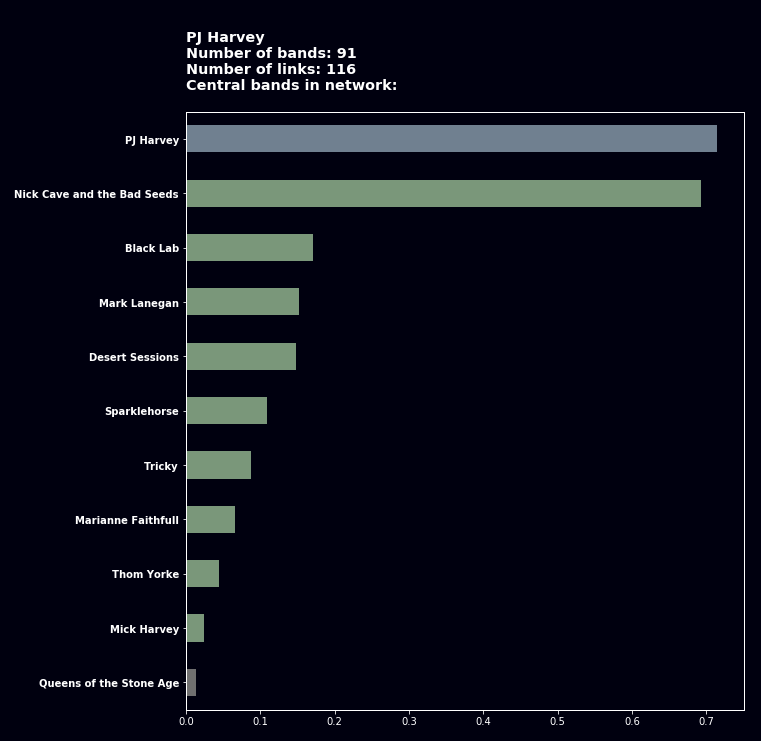 PJ Harvey
Number of bands: 91
Number of links: 116
Central bands in network:
PJ Harvey
Nick Cave and the Bad Seeds
Black Lab
Mark Lanegan
Desert Sessions
Sparklehorse
Tricky
Marianne Faithfull
Thom Yorke
Mick Harvey
Queens of the Stone Age
0.0 0.1 0.2 0.3 0.4 0.5 0.6 0.7